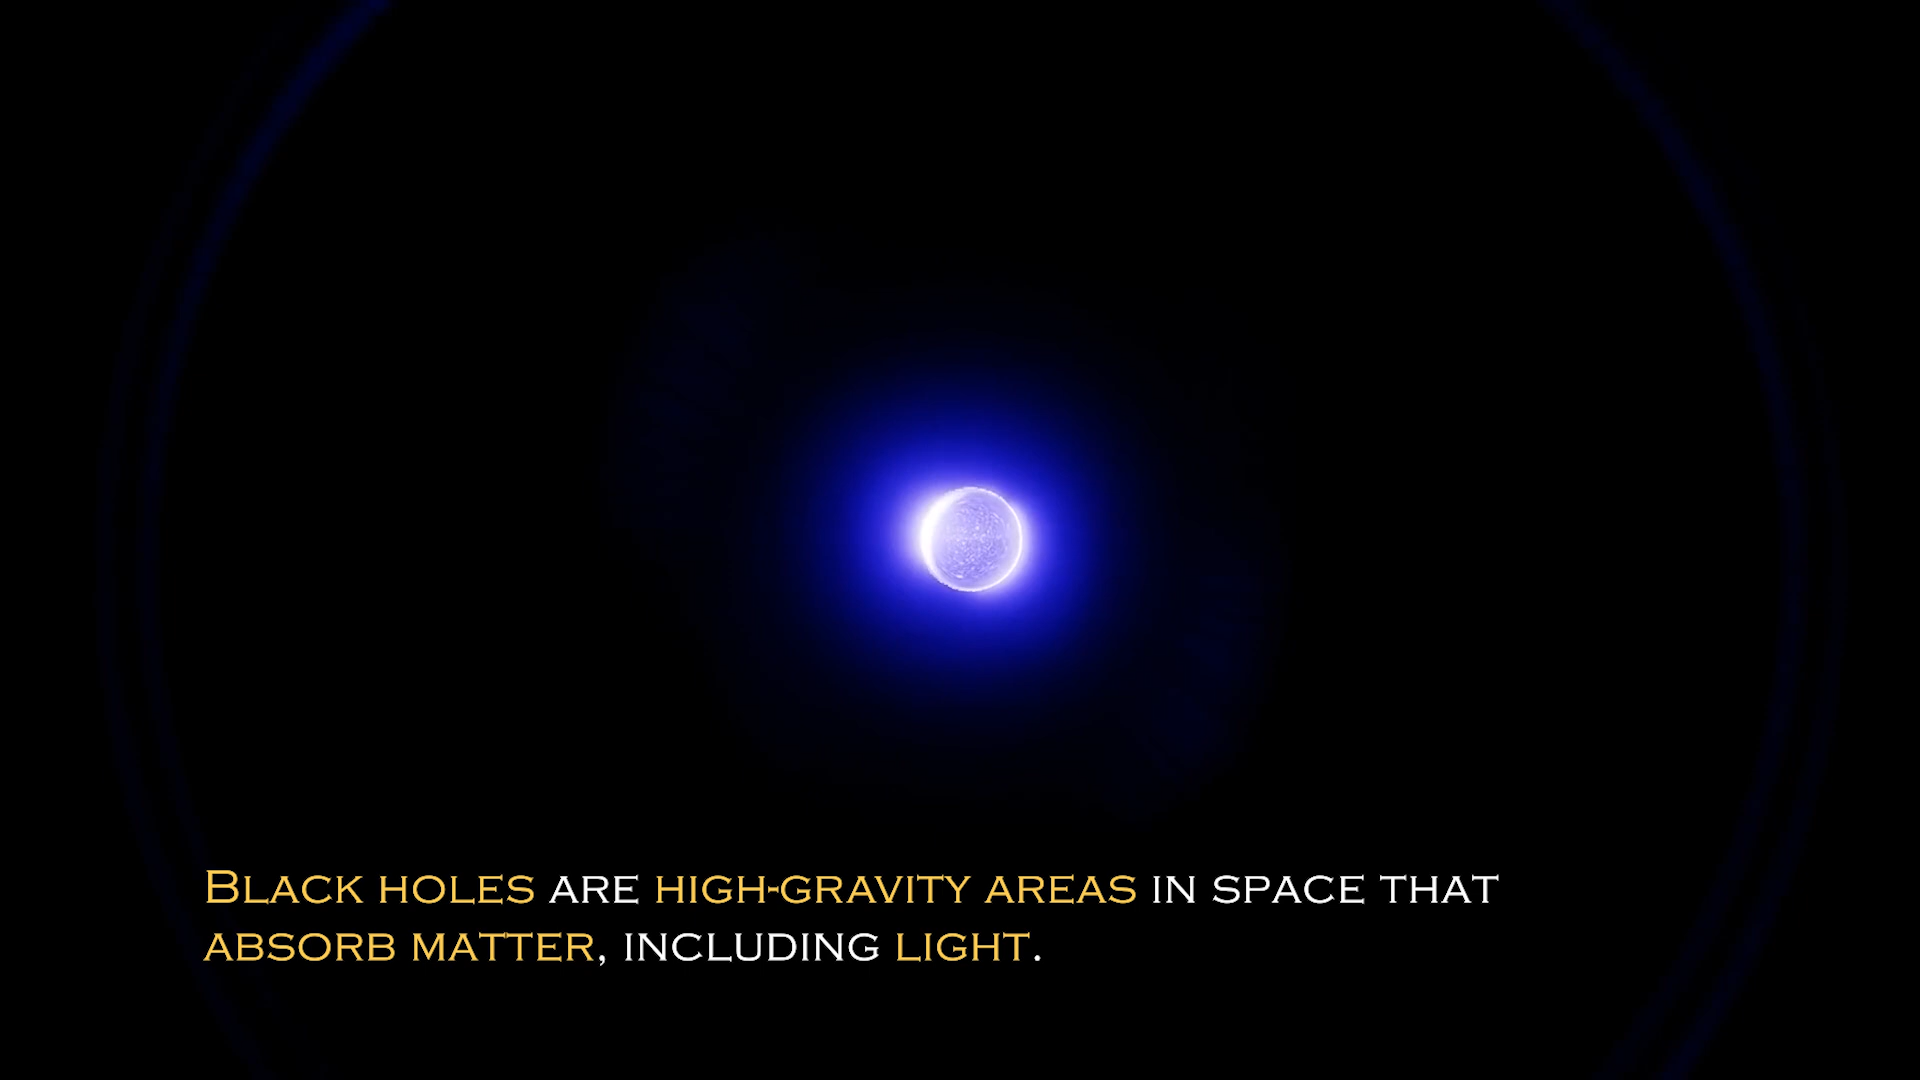 Black holes are high-gravity areas in space that
absorb matter, including light.